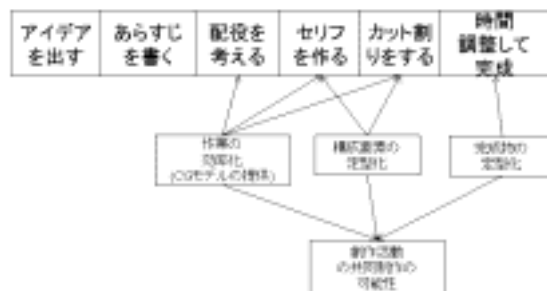 アイデア
を出す
あらすじ
を書く
配役を
考える
セリフ
を作る
カット割
りをする
時間
調整して
完成
作業の
効率化
(CGモデルの提供)
構成要素の
定型化
完成物の
定型化
創作活動
の共同制作の
可能性